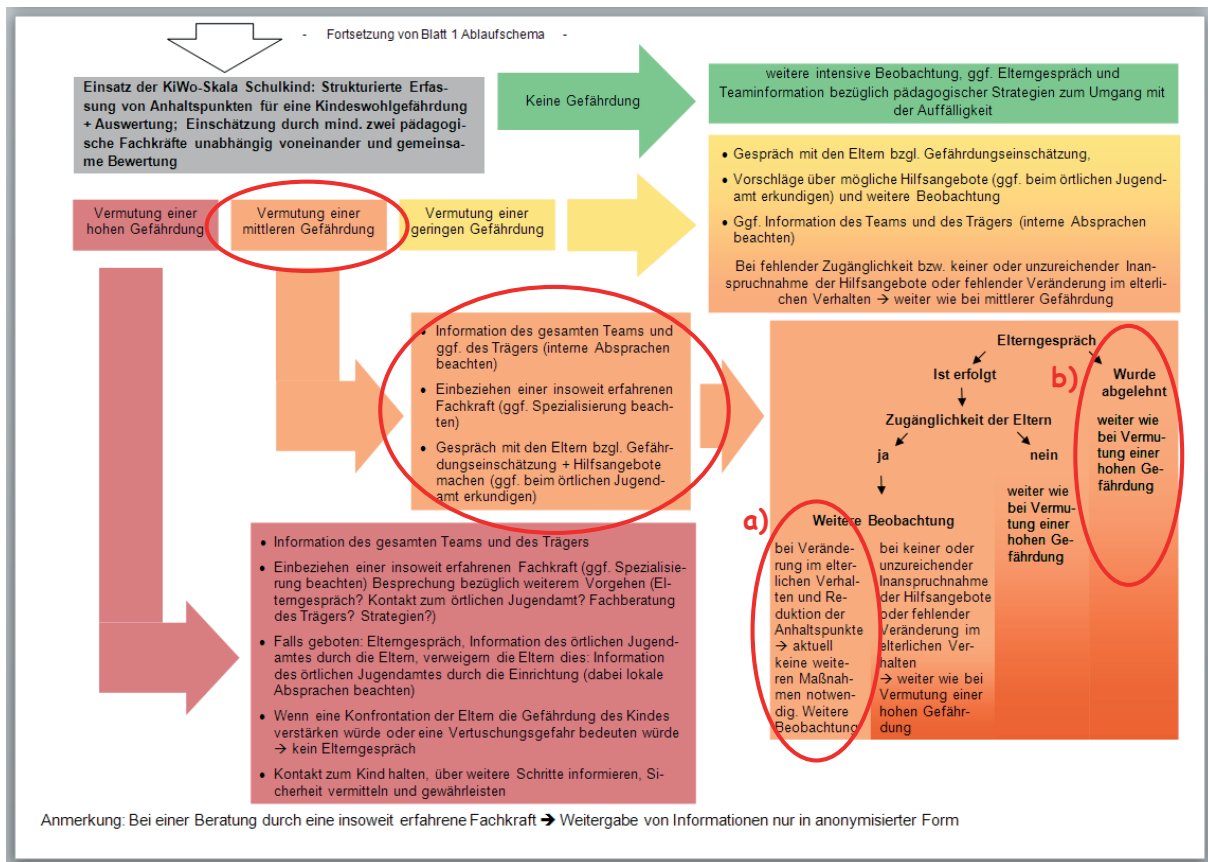 - Fortsetzung von Blatt 1 Ablaufschema -
Einsatz der KiWo-Skala Schulkind: Strukturierte Erfas-
sung von Anhaltspunkten für eine Kindeswohlgefährdung
+ Auswertung; Einschätzung durch mind. zwei pädagogi-
sche Fachkräfte unabhängig voneinander und gemeinsa-
me Bewertung
Keine Gefährdung
weitere intensive Beobachtung, ggf. Elterngespräch und
Teaminformation bezüglich pädagogischer Strategien zum Umgang mit
der Auffälligkeit
Vermutung einer
hohen Gefährdung
Vermutung einer
mittleren Gefährdung
Vermutung einer
geringen Gefährdung
• Gespräch mit den Eltern bzgl. Gefährdungseinschätzung,
• Vorschläge über mögliche Hilfsangebote (ggf. beim örtlichen Jugend-
amt erkundigen) und weitere Beobachtung
• Ggf. Information des Teams und des Trägers (interne Absprachen
beachten)
Bei fehlender Zugänglichkeit bzw. keiner oder unzureichender Inan-
spruchnahme der Hilfsangebote oder fehlender Veränderung im elter-
lichen Verhalten → weiter wie bei mittlerer Gefährdung
• Information des gesamten Teams und
ggf. des Trägers (interne Absprachen
beachten)
• Einbeziehen einer insoweit erfahrenen
Fachkraft (ggf. Spezialisierung beach-
ten)
• Gespräch mit den Eltern bzgl. Gefähr-
dungseinschätzung + Hilfsangebote
machen (ggf. beim örtlichen Jugend-
amt erkundigen)
Elterngespräch
Ist erfolgt
b)
Wurde
abgelehnt
Zugänglichkeit der Eltern
weiter wie
bei Vermu-
tung einer
hohen Ge-
fährdung
ja
nein
weiter wie
bei Vermu-
tung einer
hohen Ge-
fährdung
a)
Weitere Beobachtung
bei Verände-
rung im elter-
lichen Verhal-
ten und Re-
duktion der
Anhaltspunkte
→ aktuell
keine weite-
ren Maßnah-
men notwen-
dig. Weitere
Beobachtung
bei keiner oder
unzureichender
Inanspruchnahme
der Hilfsangebote
oder fehlender
Veränderung im
elterlichen Ver-
halten
→ weiter wie bei
Vermutung einer
hohen Gefähr-
dung
• Information des gesamten Teams und des Trägers
• Einbeziehen einer insoweit erfahrenen Fachkraft (ggf. Spezialisie-
rung beachten) Besprechung bezüglich weiterem Vorgehen (El-
terngespräch? Kontakt zum örtlichen Jugendamt? Fachberatung
des Trägers? Strategien?)
• Falls geboten: Elterngespräch, Information des örtlichen Jugend-
amtes durch die Eltern, verweigern die Eltern dies: Information
des örtlichen Jugendamtes durch die Einrichtung (dabei lokale
Absprachen beachten)
• Wenn eine Konfrontation der Eltern die Gefährdung des Kindes
verstärken würde oder eine Vertuschungsgefahr bedeuten würde
→ kein Elterngespräch
• Kontakt zum Kind halten, über weitere Schritte informieren, Si-
cherheit vermitteln und gewährleisten
Anmerkung: Bei einer Beratung durch eine insoweit erfahrene Fachkraft ➔ Weitergabe von Informationen nur in anonymisierter Form